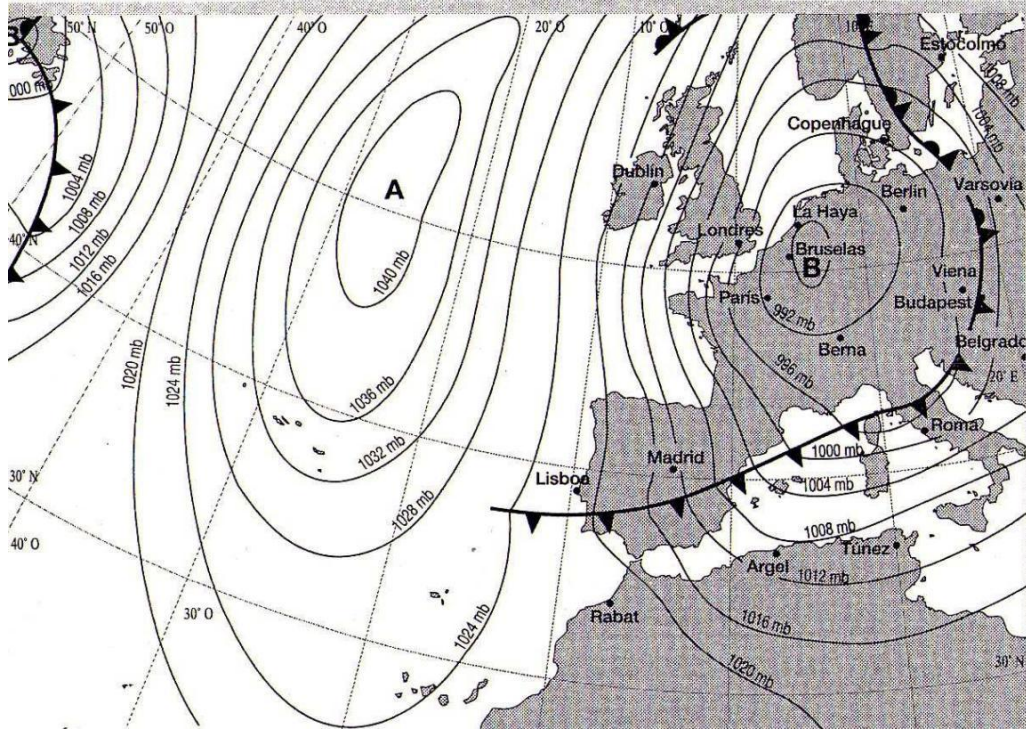 50° N
50° O
40° O
20° O
10° O
10° E
B
000 mb
Estocolmo
1008 mb
1004 mb
Copenhague
1004 mb
1008 mb
1012 mb
1016 mb
40° N
A
1040 mb
Dublín
Londres
La Haya
Bruselas
B
Berlín
Varsovia
París
992 mb
Viena
Budapest
Berna
Belgrado
996 mb
20° E
1020 mb
1024 mb
1036 mb
1032 mb
1028 mb
Roma
1000 mb
Madrid
Lisboa
1004 mb
30° N
1008 mb
40° O
Argel
Túnez
1012 mb
30° O
1024 mb
Rabat
1016 mb
1020 mb
30° N